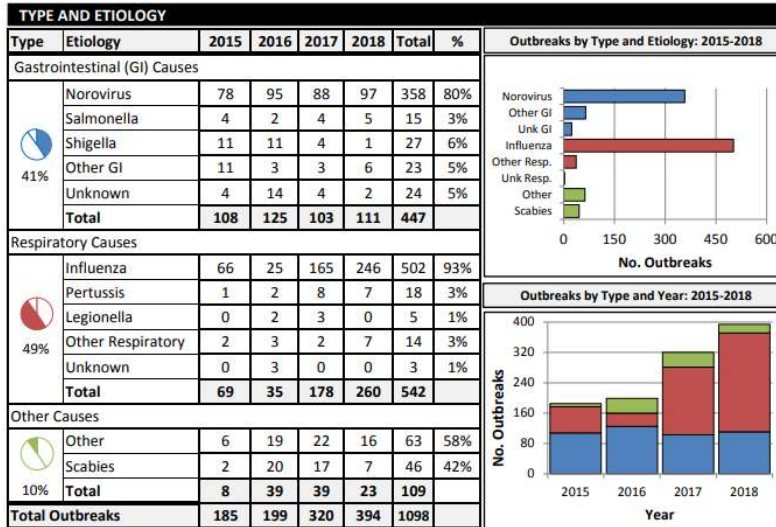 TYPE AND ETIOLOGY
Type Etiology 2015 2016 2017 2018 Total %
Gastrointestinal (GI) Causes
Norovirus 78 95 88 97 358 80%
Salmonella 4 2 4 5 15 3%
Shigella 11 11 4 1 27 6%
Other GI 11 3 3 6 23 5%
41%
Unknown 4 14 4 2 24 5%
Total 108 125 103 111 447
Respiratory Causes
Influenza 66 25 165 246 502 93%
Pertussis 1 2 8 7 18 3%
Legionella 0 2 3 0 5 1%
Other Respiratory 2 3 2 7 14 3%
49%
Unknown 0 3 0 0 3 1%
Total 69 35 178 260 542
Other Causes
Other 6 19 22 16 63 58%
Scabies 2 20 17 7 46 42%
10% Total 8 39 39 23 109
Total Outbreaks 185 199 320 394 1098
Outbreaks by Type and Etiology: 2015-2018
Norovirus
Other GI
Unk GI
Influenza
Other Resp.
Unk Resp.
Other
Scabies
0 150 300 450 600
No. Outbreaks
Outbreaks by Type and Year: 2015-2018
No. Outbreaks
400
320
240
160
80
0
2015 2016 2017 2018
Year